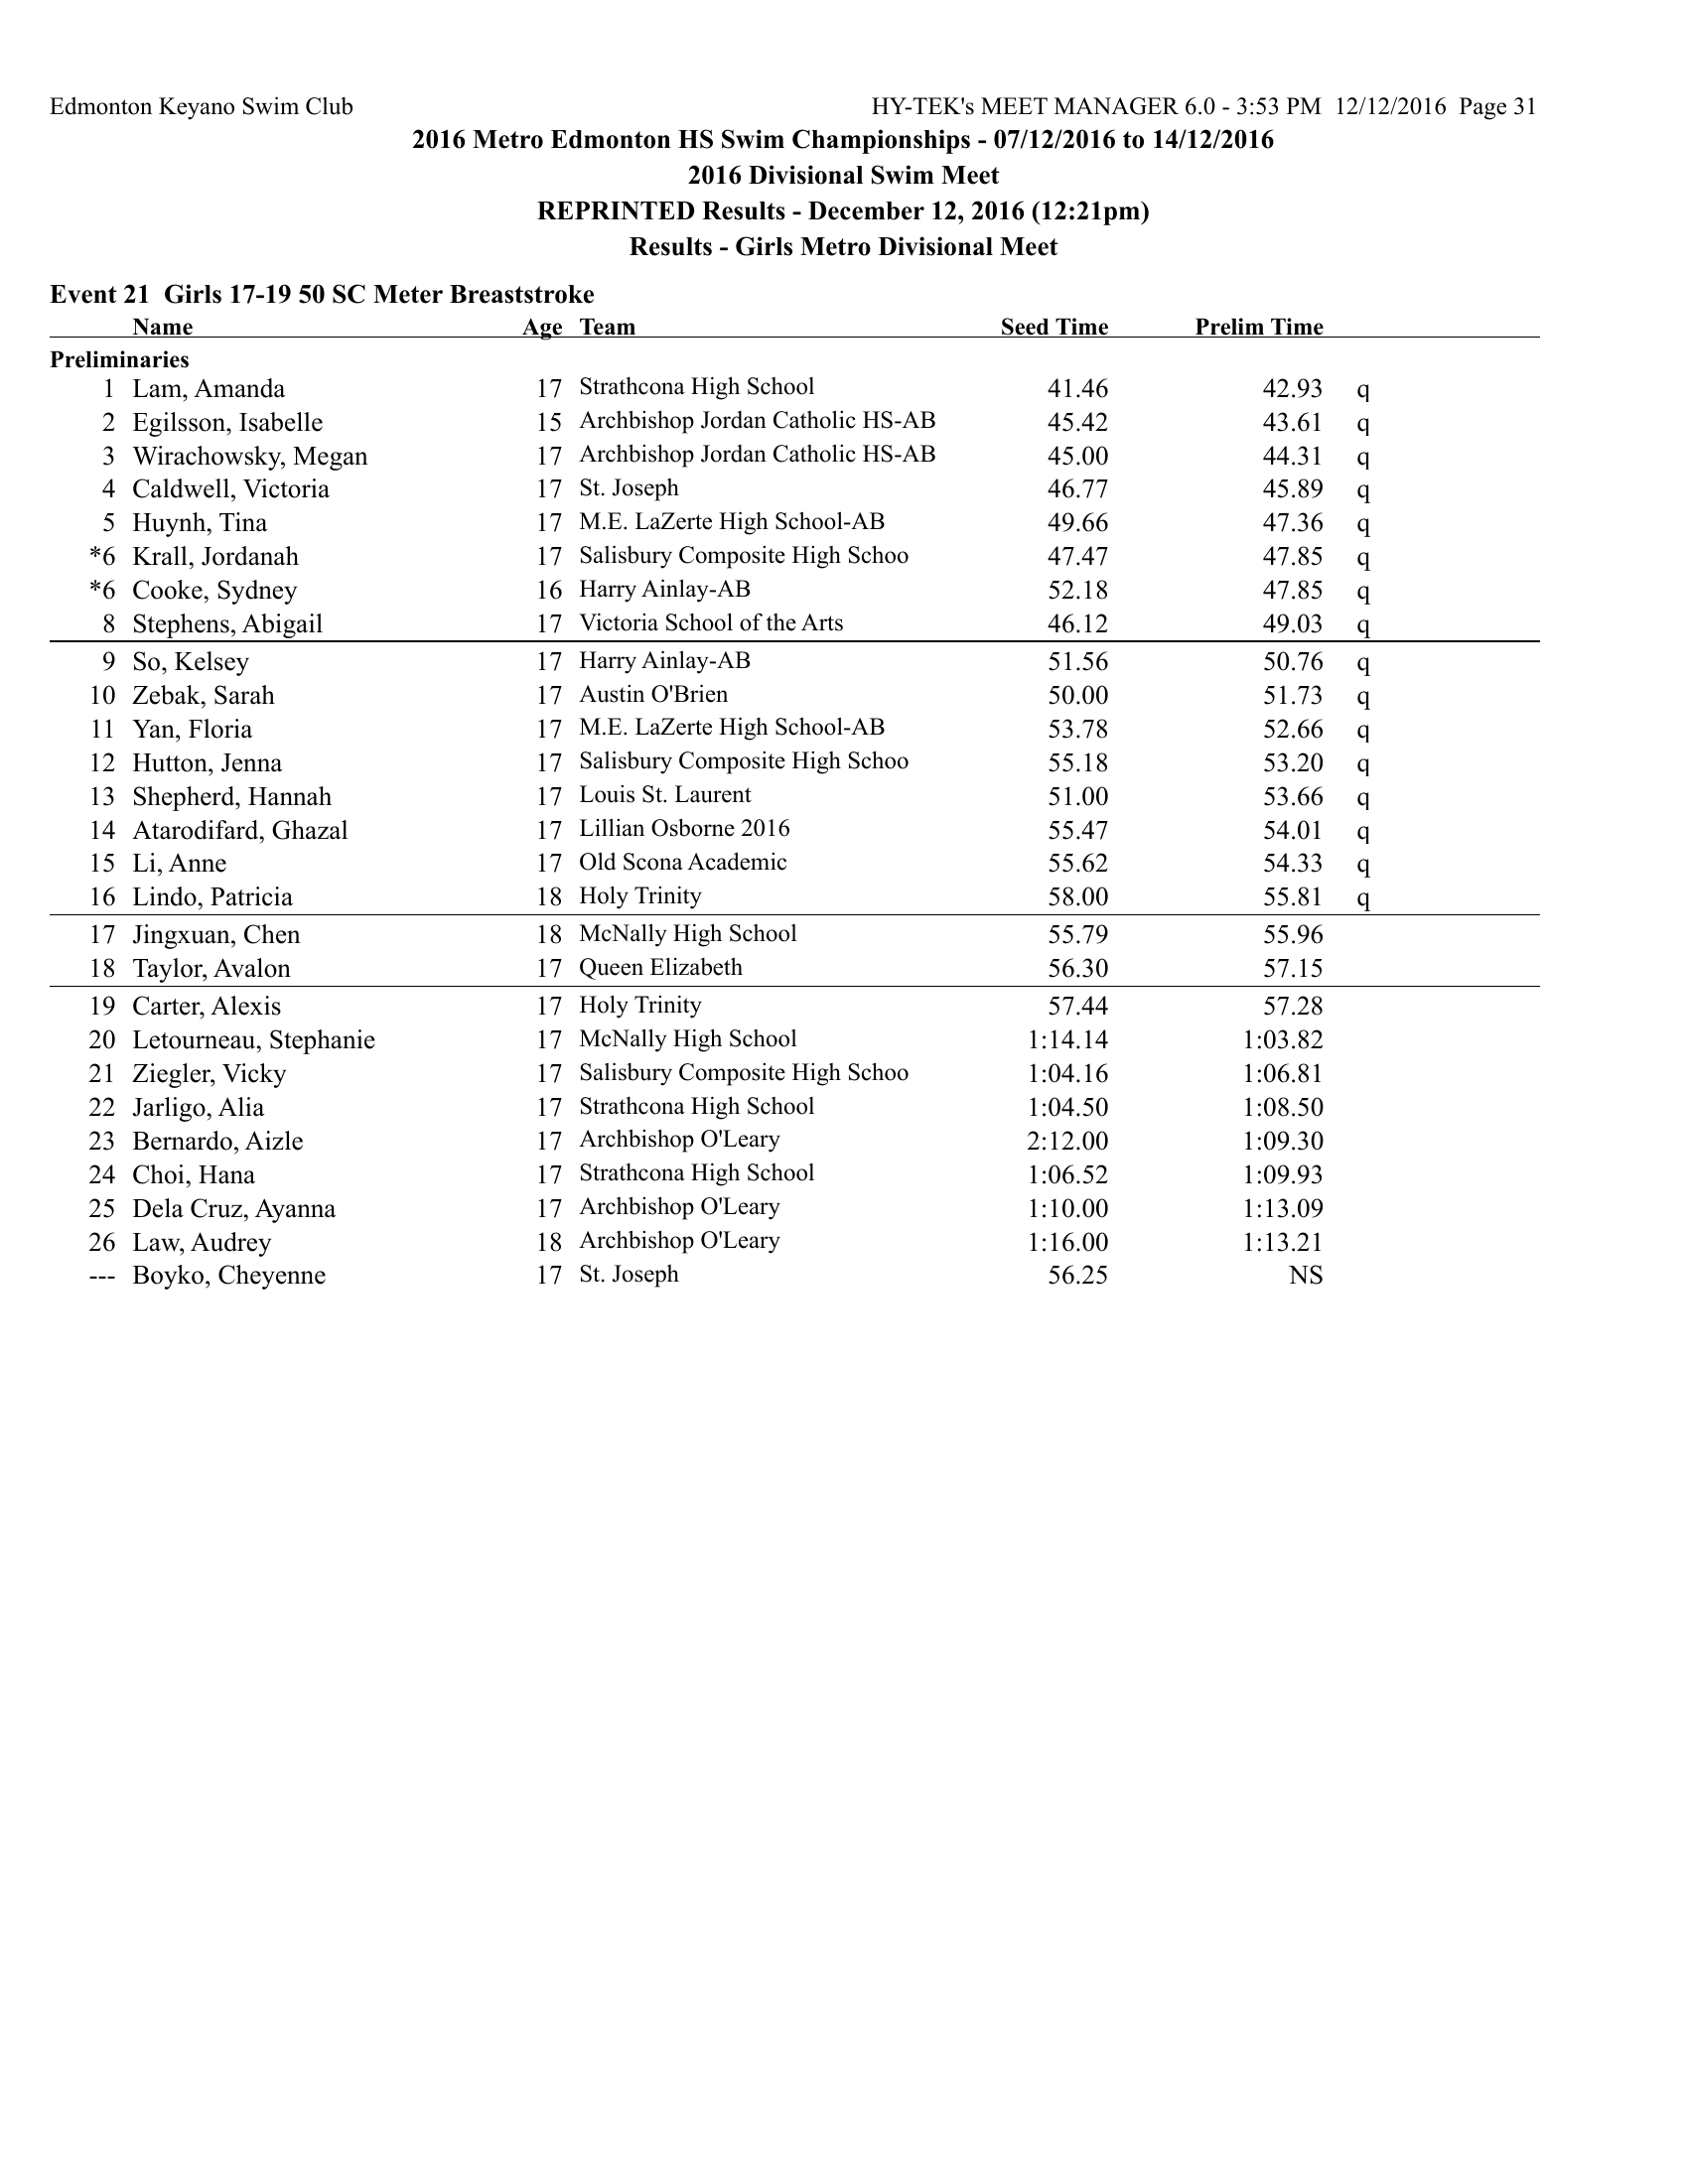 Edmonton Keyano Swim Club HY-TEK's MEET MANAGER 6.0 - 3:53 PM 12/12/2016 Page 31
2016 Metro Edmonton HS Swim Championships - 07/12/2016 to 14/12/2016
2016 Divisional Swim Meet
REPRINTED Results - December 12, 2016 (12:21pm)
Results - Girls Metro Divisional Meet
Event 21 Girls 17-19 50 SC Meter Breaststroke
Name Age Team Seed Time Prelim Time
Preliminaries
1 Lam, Amanda 17 Strathcona High School 41.46 42.93 q
2 Egilsson, Isabelle 15 Archbishop Jordan Catholic HS-AB 45.42 43.61 q
3 Wirachowsky, Megan 17 Archbishop Jordan Catholic HS-AB 45.00 44.31 q
4 Caldwell, Victoria 17 St. Joseph 46.77 45.89 q
5 Huynh, Tina 17 M.E. LaZerte High School-AB 49.66 47.36 q
*6 Krall, Jordanah 17 Salisbury Composite High Schoo 47.47 47.85 q
*6 Cooke, Sydney 16 Harry Ainlay-AB 52.18 47.85 q
8 Stephens, Abigail 17 Victoria School of the Arts 46.12 49.03 q
9 So, Kelsey 17 Harry Ainlay-AB 51.56 50.76 q
10 Zebak, Sarah 17 Austin O'Brien 50.00 51.73 q
11 Yan, Floria 17 M.E. LaZerte High School-AB 53.78 52.66 q
12 Hutton, Jenna 17 Salisbury Composite High Schoo 55.18 53.20 q
13 Shepherd, Hannah 17 Louis St. Laurent 51.00 53.66 q
14 Atarodifard, Ghazal 17 Lillian Osborne 2016 55.47 54.01 q
15 Li, Anne 17 Old Scona Academic 55.62 54.33 q
16 Lindo, Patricia 18 Holy Trinity 58.00 55.81 q
17 Jingxuan, Chen 18 McNally High School 55.79 55.96
18 Taylor, Avalon 17 Queen Elizabeth 56.30 57.15
19 Carter, Alexis 17 Holy Trinity 57.44 57.28
20 Letourneau, Stephanie 17 McNally High School 1:14.14 1:03.82
21 Ziegler, Vicky 17 Salisbury Composite High Schoo 1:04.16 1:06.81
22 Jarligo, Alia 17 Strathcona High School 1:04.50 1:08.50
23 Bernardo, Aizle 17 Archbishop O'Leary 2:12.00 1:09.30
24 Choi, Hana 17 Strathcona High School 1:06.52 1:09.93
25 Dela Cruz, Ayanna 17 Archbishop O'Leary 1:10.00 1:13.09
26 Law, Audrey 18 Archbishop O'Leary 1:16.00 1:13.21
--- Boyko, Cheyenne 17 St. Joseph 56.25 NS